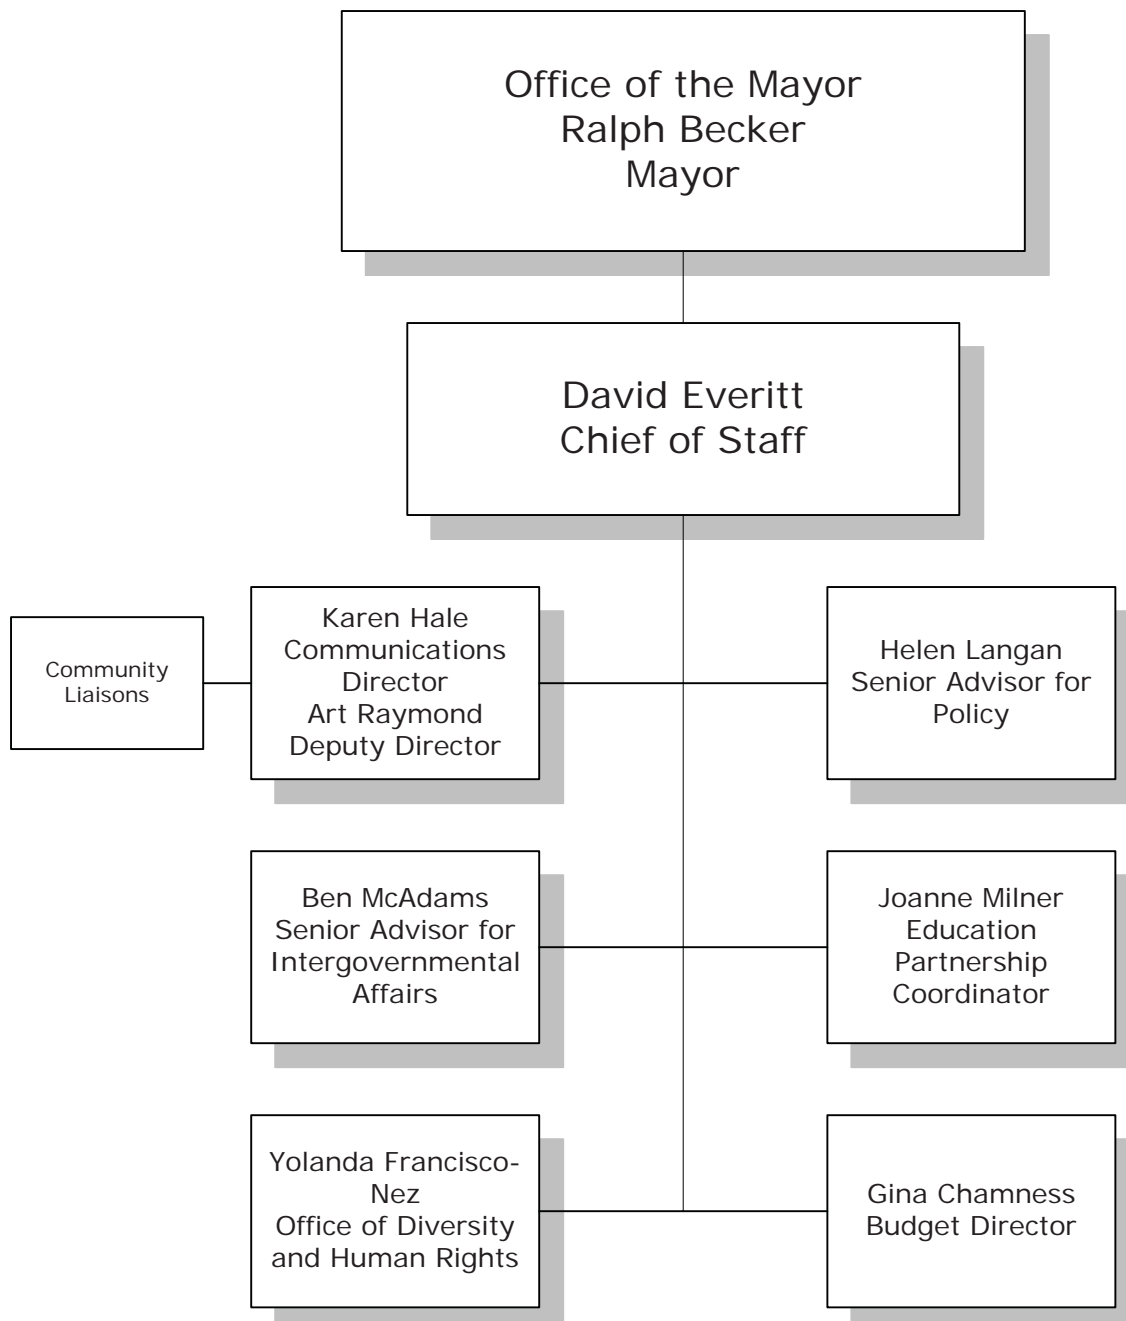 Office of the Mayor
Ralph Becker
Mayor
David Everitt
Chief of Staff
Community
Liaisons
Karen Hale
Communications
Director
Art Raymond
Deputy Director
Helen Langan
Senior Advisor for
Policy
Ben McAdams
Senior Advisor for
Intergovernmental
Affairs
Joanne Milner
Education
Partnership
Coordinator
Yolanda Francisco-
Nez
Office of Diversity
and Human Rights
Gina Chamness
Budget Director